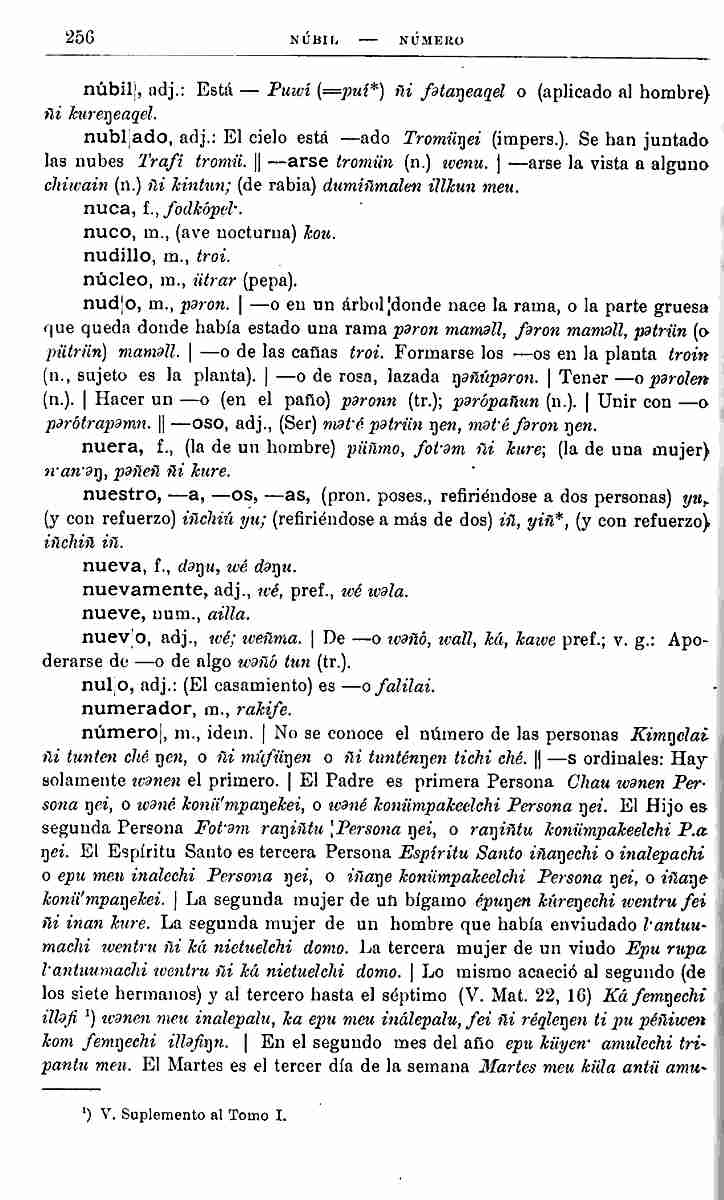 256 NÚBIL — NÚMERO
núbil|, adj.: Está — Puwí (=puí*) ñi fətaŋeaqel o (aplicado al hombre)
ñi kureŋeaqel.
nubl|ado, adj.: El cielo está —ado Tromüŋei (impers.). Se han juntado
las nubes Trafi tromü. || —arse tromün (n.) wenu. | —arse la vista a alguno
chiwain (n.) ñi kintun; (de rabia) dumiñmalen illkun meu.
nuca, f., fodkópel·.
nuco, m., (ave nocturna) kou.
nudillo, m., troi.
núcleo, m., ütrar (pepa).
nud|o, m., pəron. | —o en un árbol¦donde nace la rama, o la parte gruesa
que queda donde había estado una rama pəron maməll, fəron maməll, pətrün (o
pütrün) maməll. | —o de las cañas troi. Formarse los —os en la planta troin
(n., sujeto es la planta). | —o de rosa, lazada ŋəñúpəron. | Tener —o pərolen
(n.). | Hacer un —o (en el paño) pəronn (tr.); pərópañun (n.). | Unir con —o
pərótrapəmn. || —oso, adj., (Ser) mət·é pətrün ŋen, mət·é fəron ŋen.
nuera, f., (la de un hombre) püñmo, fot·əm ñi kure; (la de una mujer)
n·an·əŋ, pəñeñ ñi kure.
nuestro, —a, —os, —as, (pron. poses., refiriéndose a dos personas) yu,
(y con refuerzo) iñchiú yu; (refiriéndose a más de dos) iñ, yiñ*, (y con refuerzo)
iñchiñ iñ.
nueva, f., dəŋu, wé dəŋu.
nuevamente, adj., wé, pref., wé wəla.
nueve, num., ailla.
nuev|o, adj., wé; weñma. | De —o wəñó, wall, ká, kawe pref.; v. g.: Apo-
derarse de —o de algo wəñó tun (tr.).
nul|o, adj.: (El casamiento) es —o falilai.
numerador, m., rakife.
número|, m., idem. | No se conoce el número de las personas Kimŋelai
ñi tunten ché ŋen, o ñi múfüŋen o ñi tunténŋen tichi ché. || —s ordinales: Hay
solamente wənen el primero. | El Padre es primera Persona Chau wənen Per-
sona ŋei, o wəné konü'mpaŋekei, o wəné konümpakeelchi Persona ŋei. El Hijo es
segunda Persona Fot·əm raŋiñtu ¦Persona ŋei, o raŋiñtu konümpakeelchi P.a
ŋei. El Espíritu Santo es tercera Persona Espíritu Santo iñaŋechi o inalepachi
o epu meu inalechi Persona ŋei, o iñaŋe konümpakeelchi Persona ŋei, o iñaŋe
konü'mpaŋekei. | La segunda mujer de un bígamo épuŋen kúreŋechi wentru fei
ñi inan kure. La segunda mujer de un hombre que había enviudado l·antuu-
machi wentru ñi ká nietuelchi domo. La tercera mujer de un viudo Epu rupa
l·antuumachi wentru ñi ká nietuelchi domo. | Lo mismo acaeció al segundo (de
los siete hermanos) y al tercero hasta el séptimo (V. Mat. 22, 16) Ká femŋechi
illəfi ¹) wənen meu inalepalu, ka epu meu inálepalu, fei ñi réqleŋen ti pu péñiwen
kom femŋechi illəfiŋn. | En el segundo mes del año epu küyen· amulechi tri-
pantu meu. El Martes es el tercer día de la semana Martes meu küla antü amu-
¹) V. Suplemento al Tomo I.